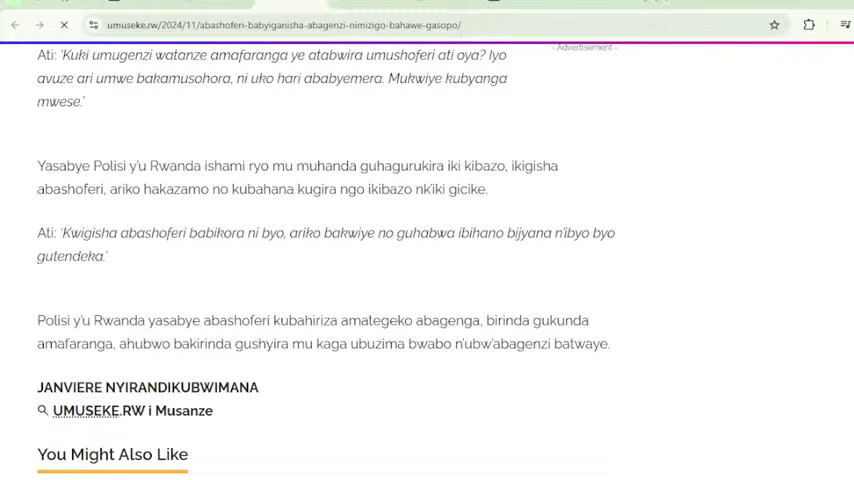 umuseke.rw/2024/11/abashoferi-babyiganisha-abagenzi-nimizigo-bahawe-gasopo/
- Advertisement -
Ati: 'Kuki umugenzi watanze amafaranga ye atabwira umushoferi ati oya? Iyo
avuze ari umwe bakamusohora, ni uko hari ababyemera. Mukwiye kubyanga
mwese.'
Yasabye Polisi y'u Rwanda ishami ryo mu muhanda guhagurukira iki kibazo, ikigisha
abashoferi, ariko hakazamo no kubahana kugira ngo ikibazo nk'iki gicike.
Ati: 'Kwigisha abashoferi babikora ni byo, ariko bakwiye no guhabwa ibihano bijyana n'ibyo byo
gutendeka.'
Polisi y'u Rwanda yasabye abashoferi kubahiriza amategeko abagenga, birinda gukunda
amafaranga, ahubwo bakirinda gushyira mu kaga ubuzima bwabo n'ubw'abagenzi batwaye.
JANVIERE NYIRANDIKUBWIMANA
UMUSEKE.RW i Musanze
You Might Also Like